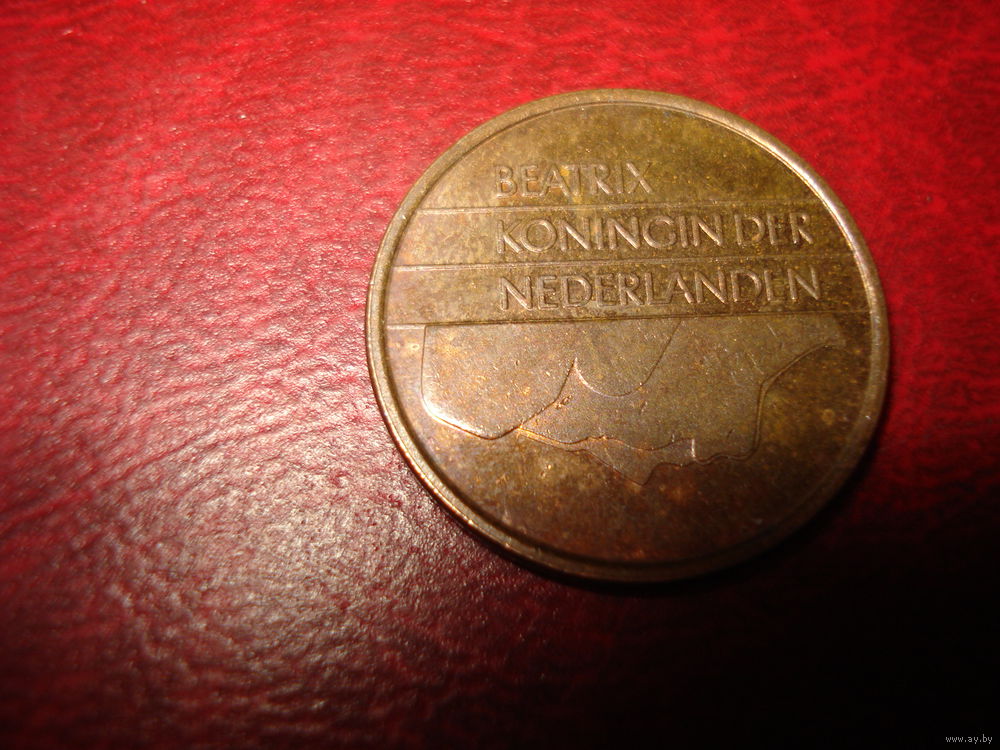 BEATRIX
KONINGIN DER
NEDERLANDEN
www.ay.by